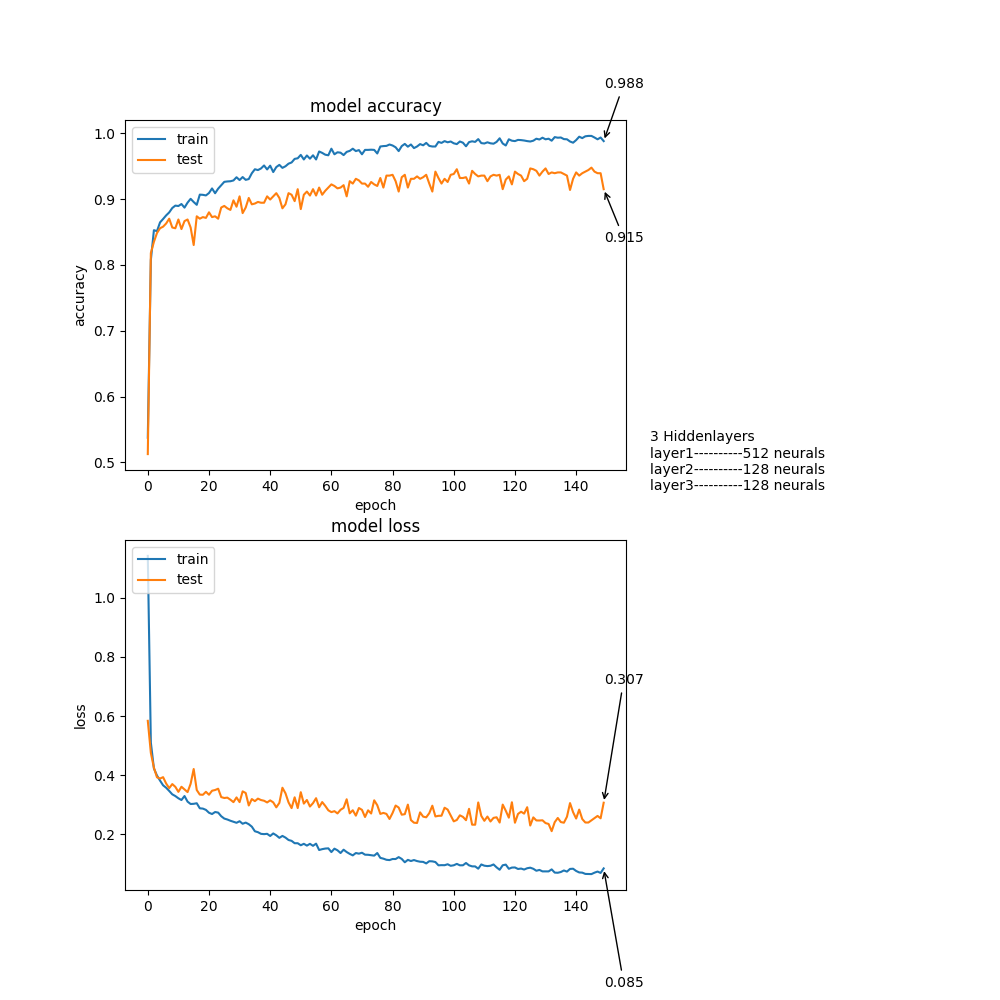 0.988
model accuracy
1.0
train
test
0.9
0.915
0.8
accuracy
0.7
0.6
0.5
0 20 40 60 80 100 120 140
epoch
3 Hiddenlayers
layer1----------512 neurals
layer2----------128 neurals
layer3----------128 neurals
model loss
train
test
1.0
0.8
0.307
loss
0.6
0.4
0.2
0 20 40 60 80 100 120 140
epoch
0.085